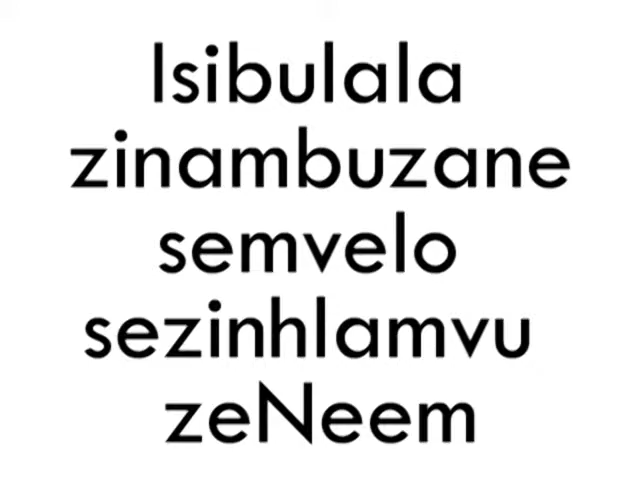 Isibulala
zinambuzane
semvelo
sezinhlamvu
zeNeem